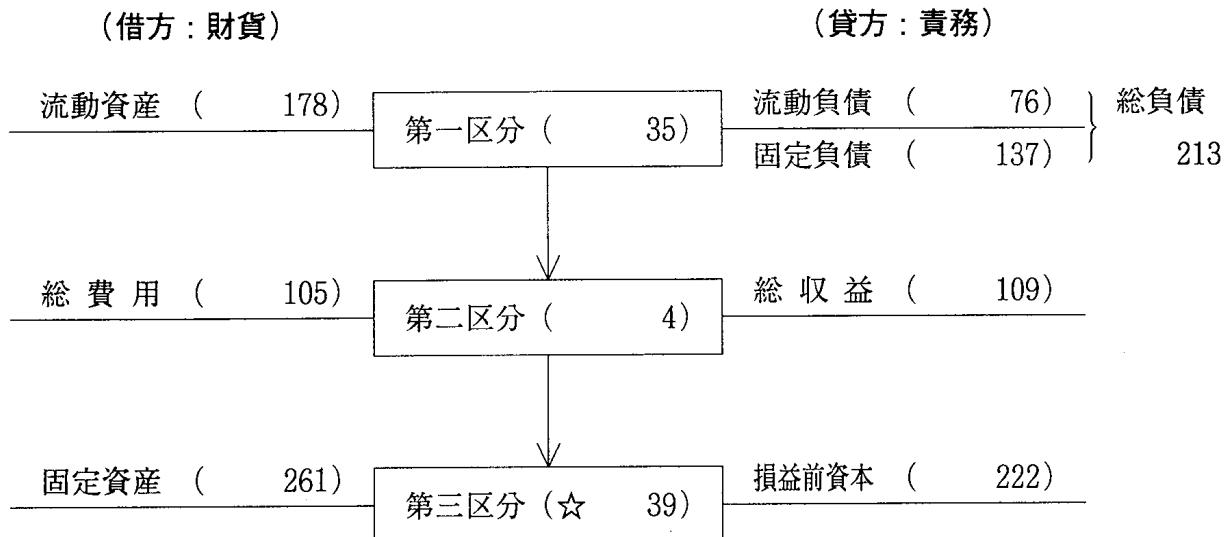 (借方:財貨) (貸方:責務)
流動資産 ( 178) 第一区分 ( 35) 流動負債 ( 76) 総負債
固定負債 ( 137) 213
総費用 ( 105) 第二区分 ( 4) 総収益 ( 109)
固定資産 ( 261) 第三区分 (☆ 39) 損益前資本 ( 222)